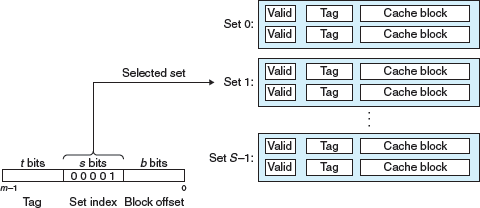 Set 0:
Valid Tag Cache block
Valid Tag Cache block
Selected set
Set 1:
Valid Tag Cache block
Valid Tag Cache block
⋮
Set S–1:
Valid Tag Cache block
Valid Tag Cache block
t bits s bits b bits
0 0 0 0 1
m–1 0
Tag Set index Block offset